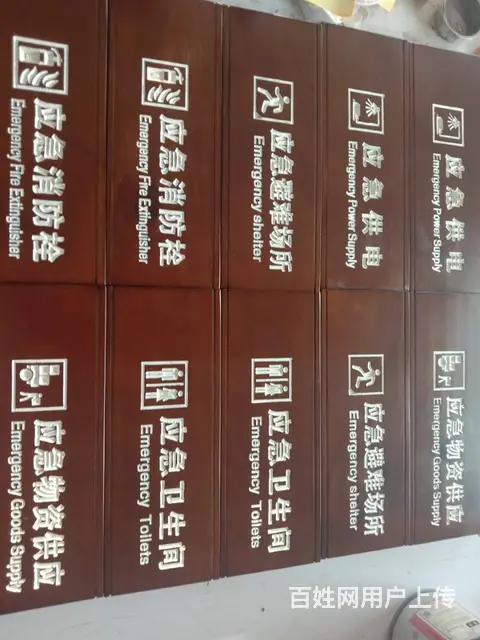 应急供电
Emergency Power Supply
应急物资供应
Emergency Goods Supply
应急供电
Emergency Power Supply
应急避难场所
Emergency shelter
应急避难场所
Emergency shelter
应急卫生间
Emergency Toilets
应急消防栓
Emergency Fire Extinguisher
应急卫生间
Emergency Toilets
应急消防栓
Emergency Fire Extinguisher
应急物资供应
Emergency Goods Supply
百姓网用户上传